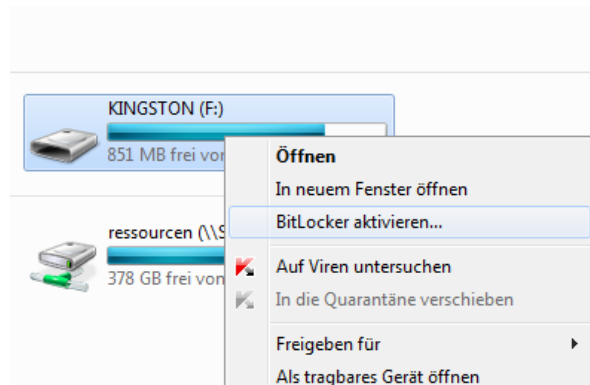 KINGSTON (F:)
851 MB frei vor
Öffnen
In neuem Fenster öffnen
BitLocker aktivieren...
ressourcen (\\S
378 GB frei von
Auf Viren untersuchen
In die Quarantäne verschieben
Freigeben für
Als tragbares Gerät öffnen